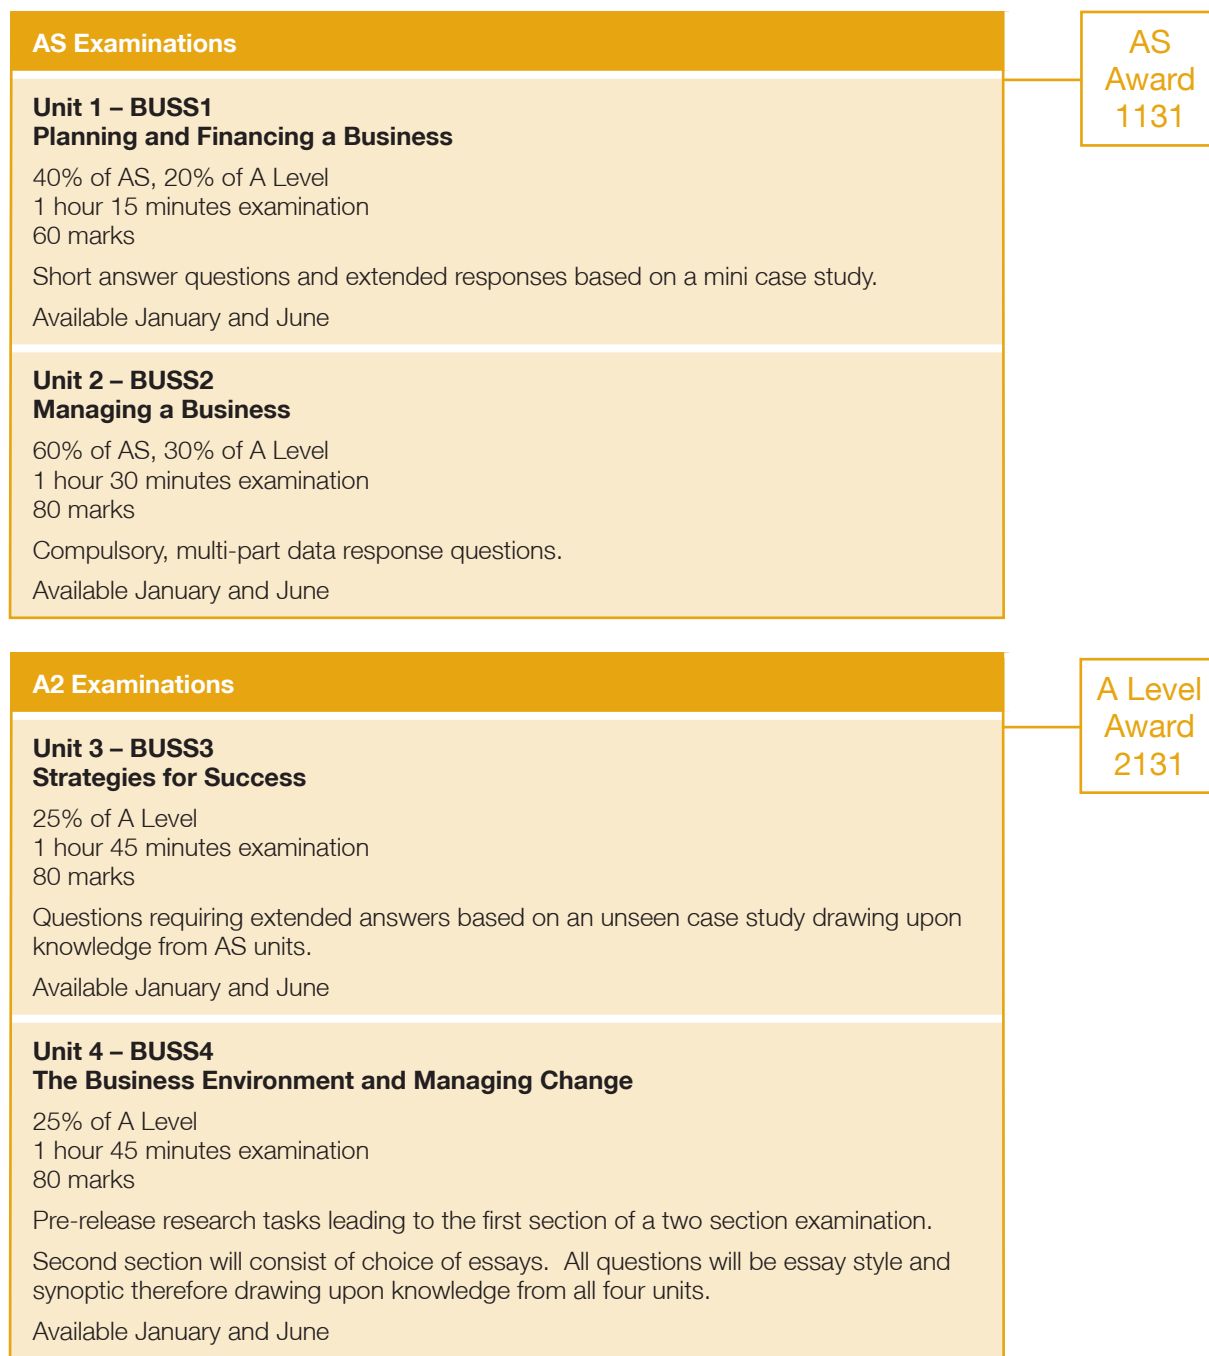 AS Examinations
AS
Award
1131
Unit 1 – BUSS1
Planning and Financing a Business
40% of AS, 20% of A Level
1 hour 15 minutes examination
60 marks
Short answer questions and extended responses based on a mini case study.
Available January and June
Unit 2 – BUSS2
Managing a Business
60% of AS, 30% of A Level
1 hour 30 minutes examination
80 marks
Compulsory, multi-part data response questions.
Available January and June
A2 Examinations
A Level
Award
2131
Unit 3 – BUSS3
Strategies for Success
25% of A Level
1 hour 45 minutes examination
80 marks
Questions requiring extended answers based on an unseen case study drawing upon
knowledge from AS units.
Available January and June
Unit 4 – BUSS4
The Business Environment and Managing Change
25% of A Level
1 hour 45 minutes examination
80 marks
Pre-release research tasks leading to the first section of a two section examination.
Second section will consist of choice of essays.  All questions will be essay style and
synoptic therefore drawing upon knowledge from all four units.
Available January and June